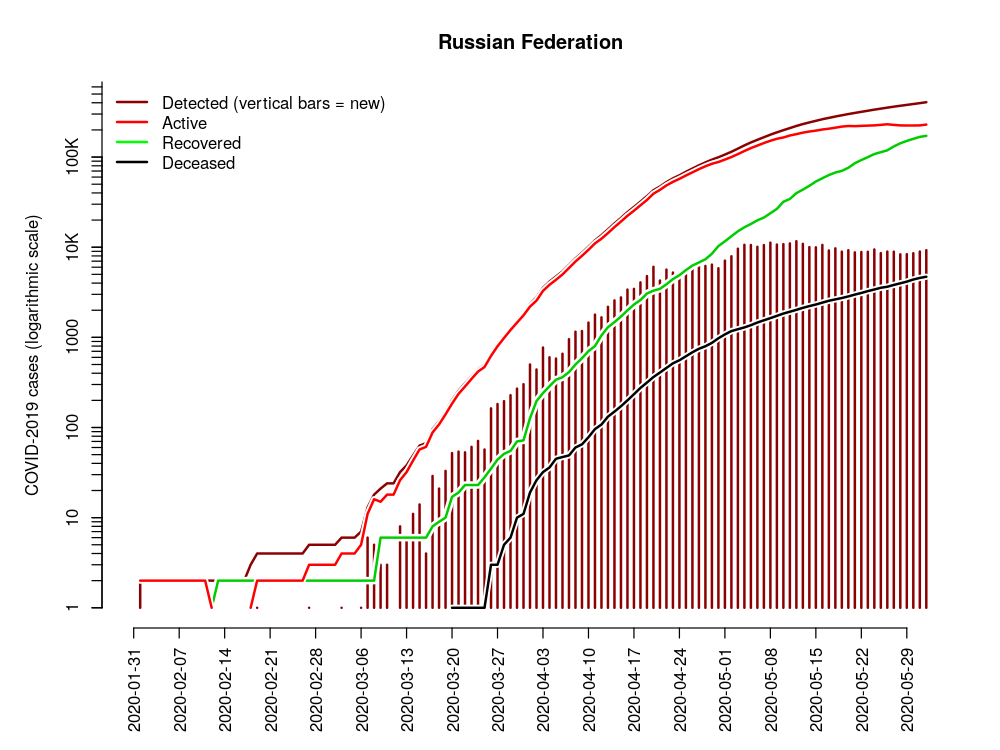 Russian Federation
Detected (vertical bars = new)
Active
Recovered
Deceased
COVID-2019 cases (logarithmic scale)
100K
10K
1000
100
10
1
2020-01-31
2020-02-07
2020-02-14
2020-02-21
2020-02-28
2020-03-06
2020-03-13
2020-03-20
2020-03-27
2020-04-03
2020-04-10
2020-04-17
2020-04-24
2020-05-01
2020-05-08
2020-05-15
2020-05-22
2020-05-29